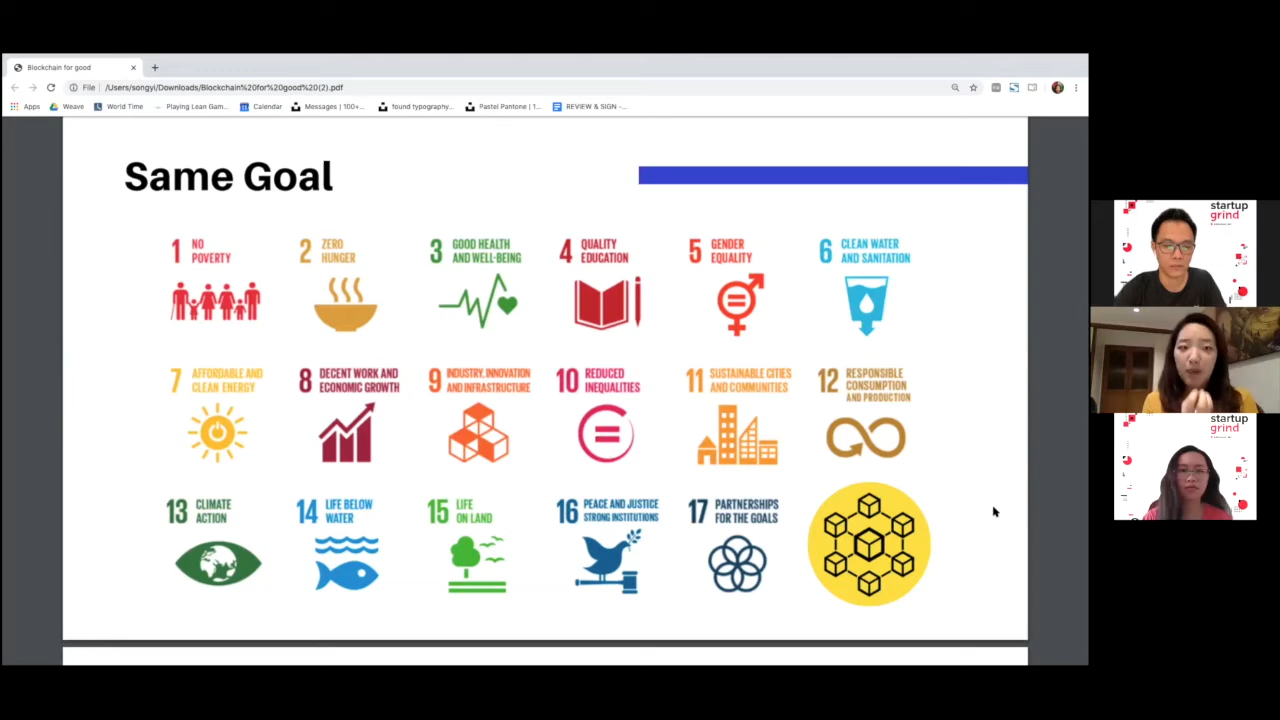 Blockchain for good
File
/Users/songyi/Downloads/Blockchain%20for%20good%20(2).pdf
Apps
Weave
World Time
Playing Lean Gam...
Calendar
Messages | 100+...
found typography...
Pastel Pantone | 1...
REVIEW & SIGN -...
Same Goal
1 NO
POVERTY
2 ZERO
HUNGER
3 GOOD HEALTH
AND WELL-BEING
4 QUALITY
EDUCATION
5 GENDER
EQUALITY
6 CLEAN WATER
AND SANITATION
7 AFFORDABLE AND
CLEAN ENERGY
8 DECENT WORK AND
ECONOMIC GROWTH
9 INDUSTRY, INNOVATION
AND INFRASTRUCTURE
10 REDUCED
INEQUALITIES
11 SUSTAINABLE CITIES
AND COMMUNITIES
12 RESPONSIBLE
CONSUMPTION
AND PRODUCTION
13 CLIMATE
ACTION
14 LIFE BELOW
WATER
15 LIFE
ON LAND
16 PEACE AND JUSTICE
STRONG INSTITUTIONS
17 PARTNERSHIPS
FOR THE GOALS
startup
grind
startup
grind